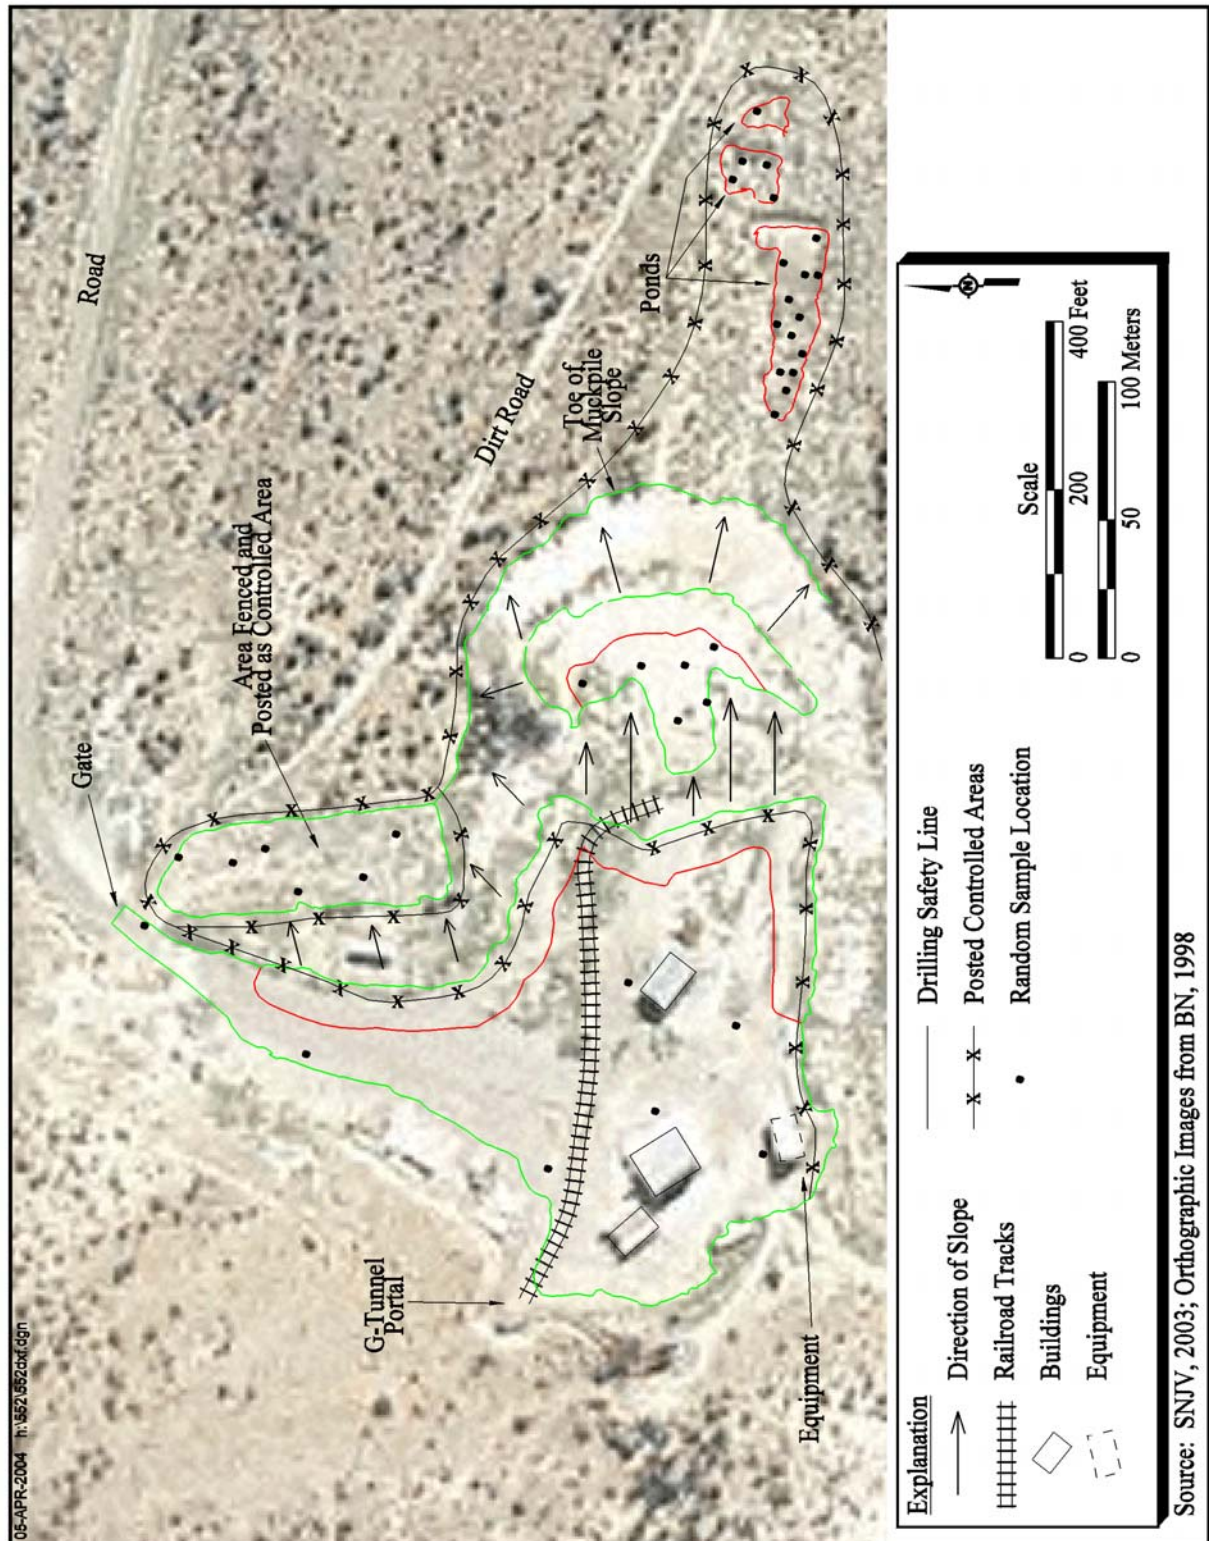 05-APR-2004 h:\552\552dxf.dgn
Road
Gate
Area Fenced and
Posted as Controlled Area
Dirt Road
Toe of
Muckpile
Slope
Ponds
G-Tunnel
Portal
Equipment
Explanation
Direction of Slope
Railroad Tracks
Buildings
Equipment
Drilling Safety Line
x x Posted Controlled Areas
Random Sample Location
Scale
0 200 400 Feet
0 50 100 Meters
N
Source: SNJV, 2003; Orthographic Images from BN, 1998